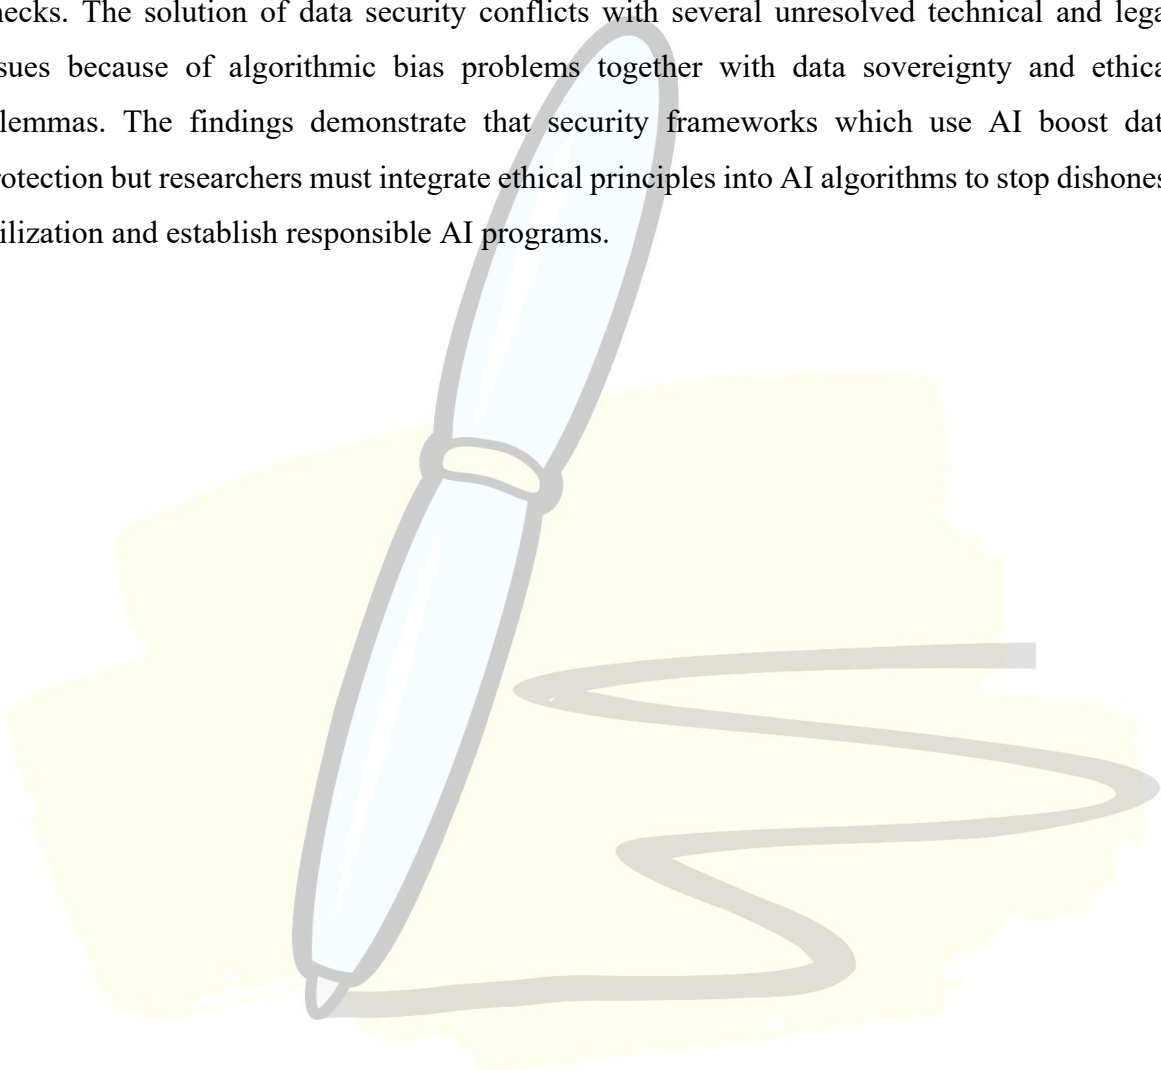 hecks. The solution of data security conflicts with several unresolved technical and lega
sues because of algorithmic bias problems together with data sovereignty and ethica
lemmas. The findings demonstrate that security frameworks which use AI boost dat
rotection but researchers must integrate ethical principles into AI algorithms to stop dishones
ilization and establish responsible AI programs.